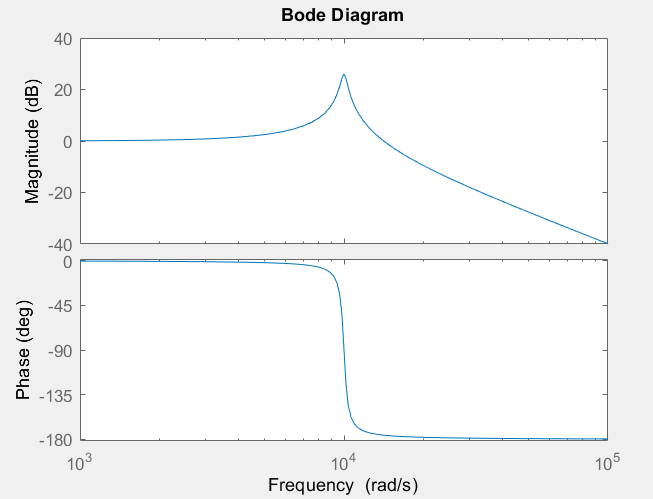 Bode Diagram
40
20
0
-20
-40
Magnitude (dB)
0
-45
-90
-135
-180
Phase (deg)
10^3 10^4 10^5
Frequency (rad/s)